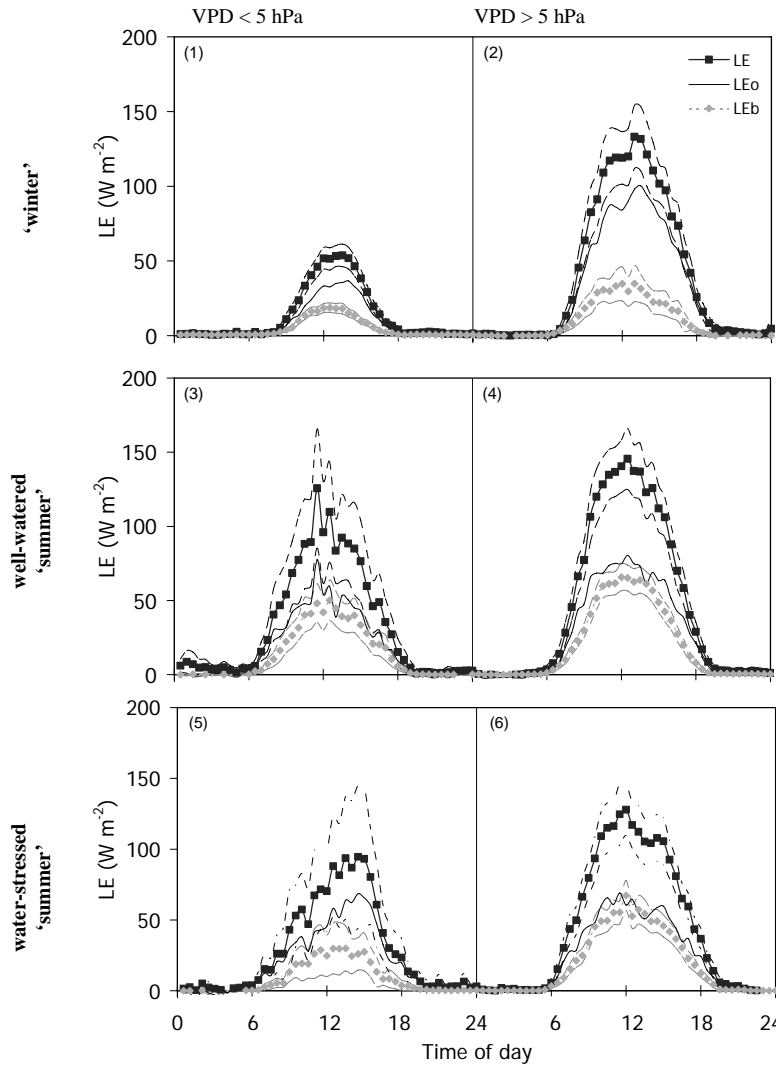 VPD < 5 hPa VPD > 5 hPa
(1) (2)
LE
LEo
LEb
200
150
100
50
0
LE (W m-2)
‘winter’
(3) (4)
200
150
100
50
0
LE (W m-2)
well-watered
‘summer’
(5) (6)
200
150
100
50
0
LE (W m-2)
water-stressed
‘summer’
0 6 12 18 24 6 12 18 24
Time of day